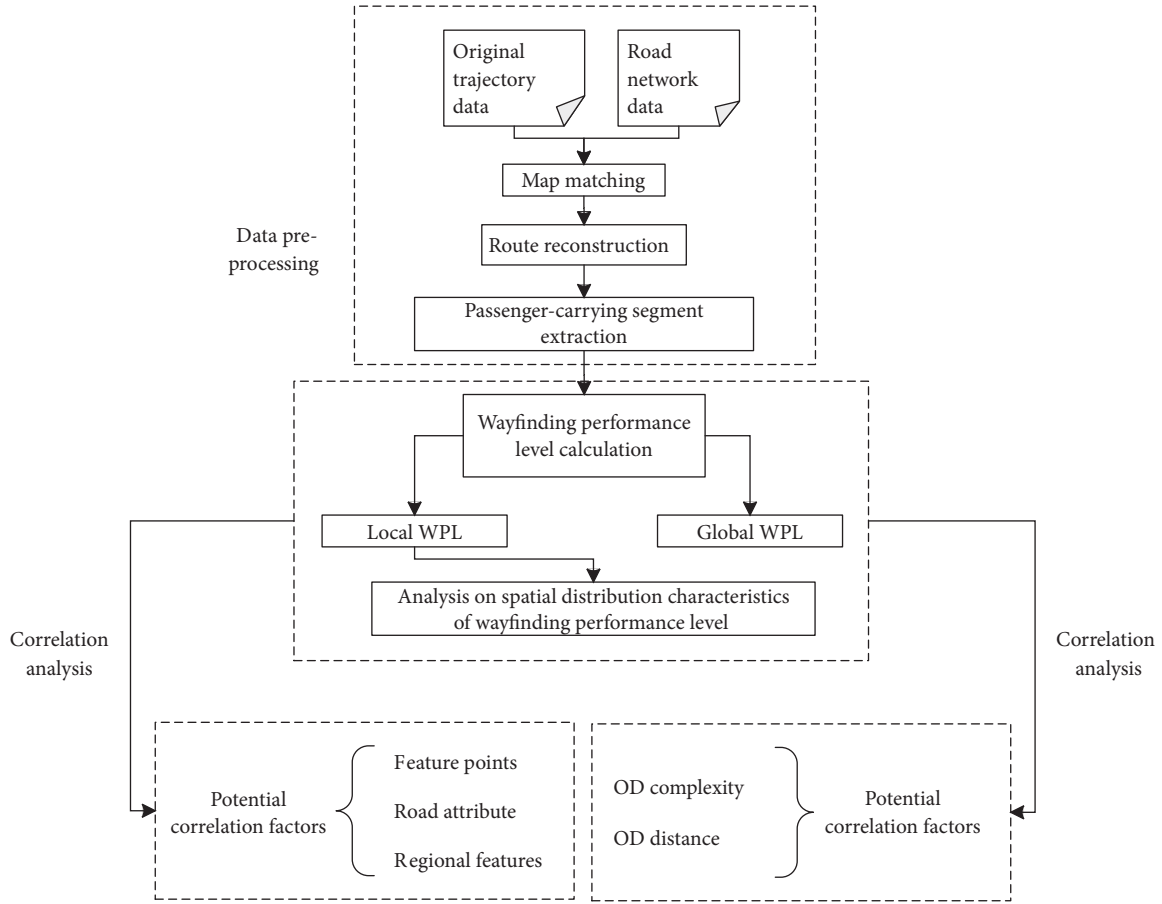 Original
trajectory
data
Road
network
data
Map matching
Data pre-
processing
Route reconstruction
Passenger-carrying segment
extraction
Wayfinding performance
level calculation
Local WPL
Global WPL
Analysis on spatial distribution characteristics
of wayfinding performance level
Correlation
analysis
Correlation
analysis
Potential
correlation factors
Feature points
Road attribute
Regional features
OD complexity
OD distance
Potential
correlation factors